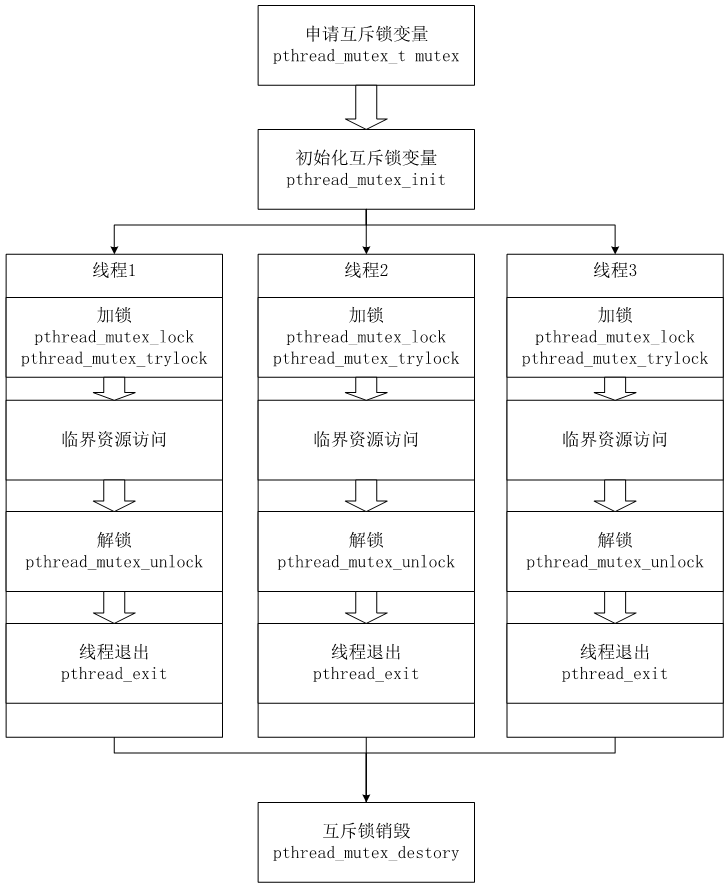 申请互斥锁变量
pthread_mutex_t mutex
初始化互斥锁变量
pthread_mutex_init
线程1
加锁
pthread_mutex_lock
pthread_mutex_trylock
临界资源访问
解锁
pthread_mutex_unlock
线程退出
pthread_exit
线程2
加锁
pthread_mutex_lock
pthread_mutex_trylock
临界资源访问
解锁
pthread_mutex_unlock
线程退出
pthread_exit
线程3
加锁
pthread_mutex_lock
pthread_mutex_trylock
临界资源访问
解锁
pthread_mutex_unlock
线程退出
pthread_exit
互斥锁销毁
pthread_mutex_destory